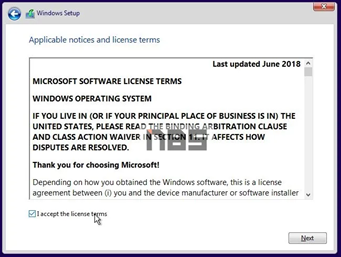 Windows Setup
Applicable notices and license terms
Last updated June 2018
MICROSOFT SOFTWARE LICENSE TERMS
WINDOWS OPERATING SYSTEM
IF YOU LIVE IN (OR IF YOUR PRINCIPAL PLACE OF BUSINESS IS IN) THE
UNITED STATES, PLEASE READ THE BINDING ARBITRATION CLAUSE
AND CLASS ACTION WAIVER IN SECTION 11. IT AFFECTS HOW
DISPUTES ARE RESOLVED.
Thank you for choosing Microsoft!
Depending on how you obtained the Windows software, this is a license
agreement between (i) you and the device manufacturer or software installer
I accept the license terms
Next